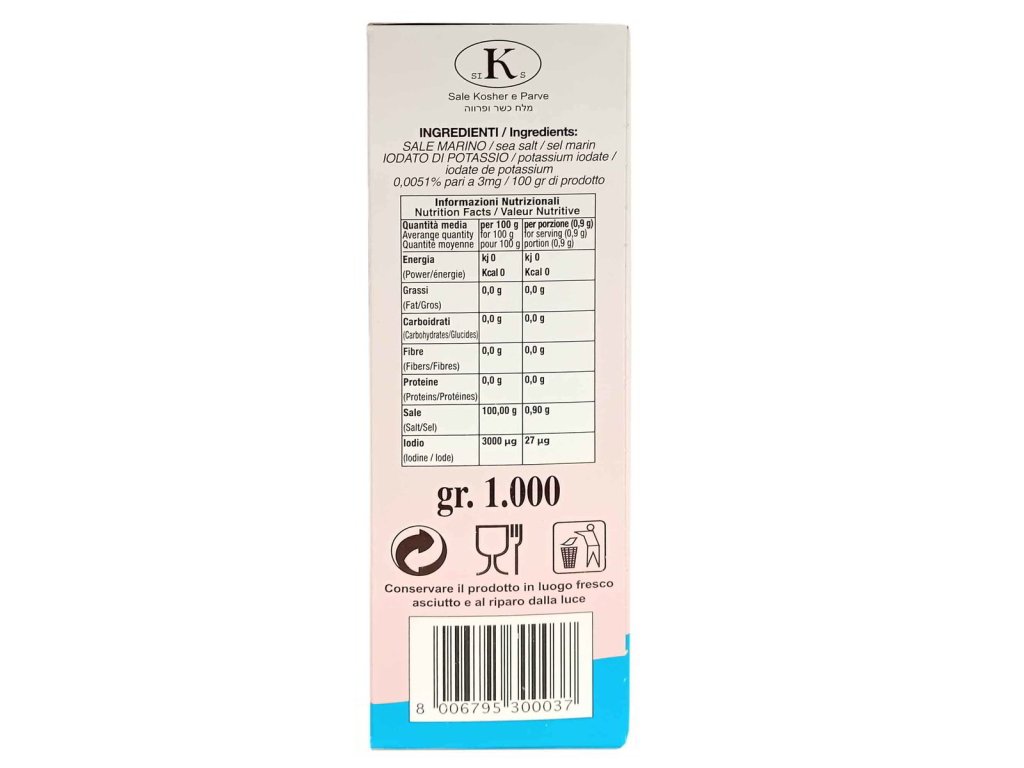 SI K S
Sale Kosher e Parve
מלח כשר ופרווה
INGREDIENTI / Ingredients:
SALE MARINO / sea salt / sel marin
IODATO DI POTASSIO / potassium iodate /
iodate de potassium
0,0051% pari a 3mg / 100 gr di prodotto
Informazioni Nutrizionali
Nutrition Facts / Valeur Nutritive
Quantità media per 100 g per porzione (0,9 g)
Averange quantity for 100 g for serving (0,9 g)
Quantité moyenne pour 100 g portion (0,9 g)
Energia kj 0 kj 0
(Power/énergie) Kcal 0 Kcal 0
Grassi 0,0 g 0,0 g
(Fat/Gros)
Carboidrati 0,0 g 0,0 g
(Carbohydrates/Glucides)
Fibre 0,0 g 0,0 g
(Fibers/Fibres)
Proteine 0,0 g 0,0 g
(Proteins/Protéines)
Sale 100,00 g 0,90 g
(Salt/Sel)
Iodio 3000 µg 27 µg
(Iodine / Iode)
gr. 1.000
Conservare il prodotto in luogo fresco
asciutto e al riparo dalla luce
8 006795 300037